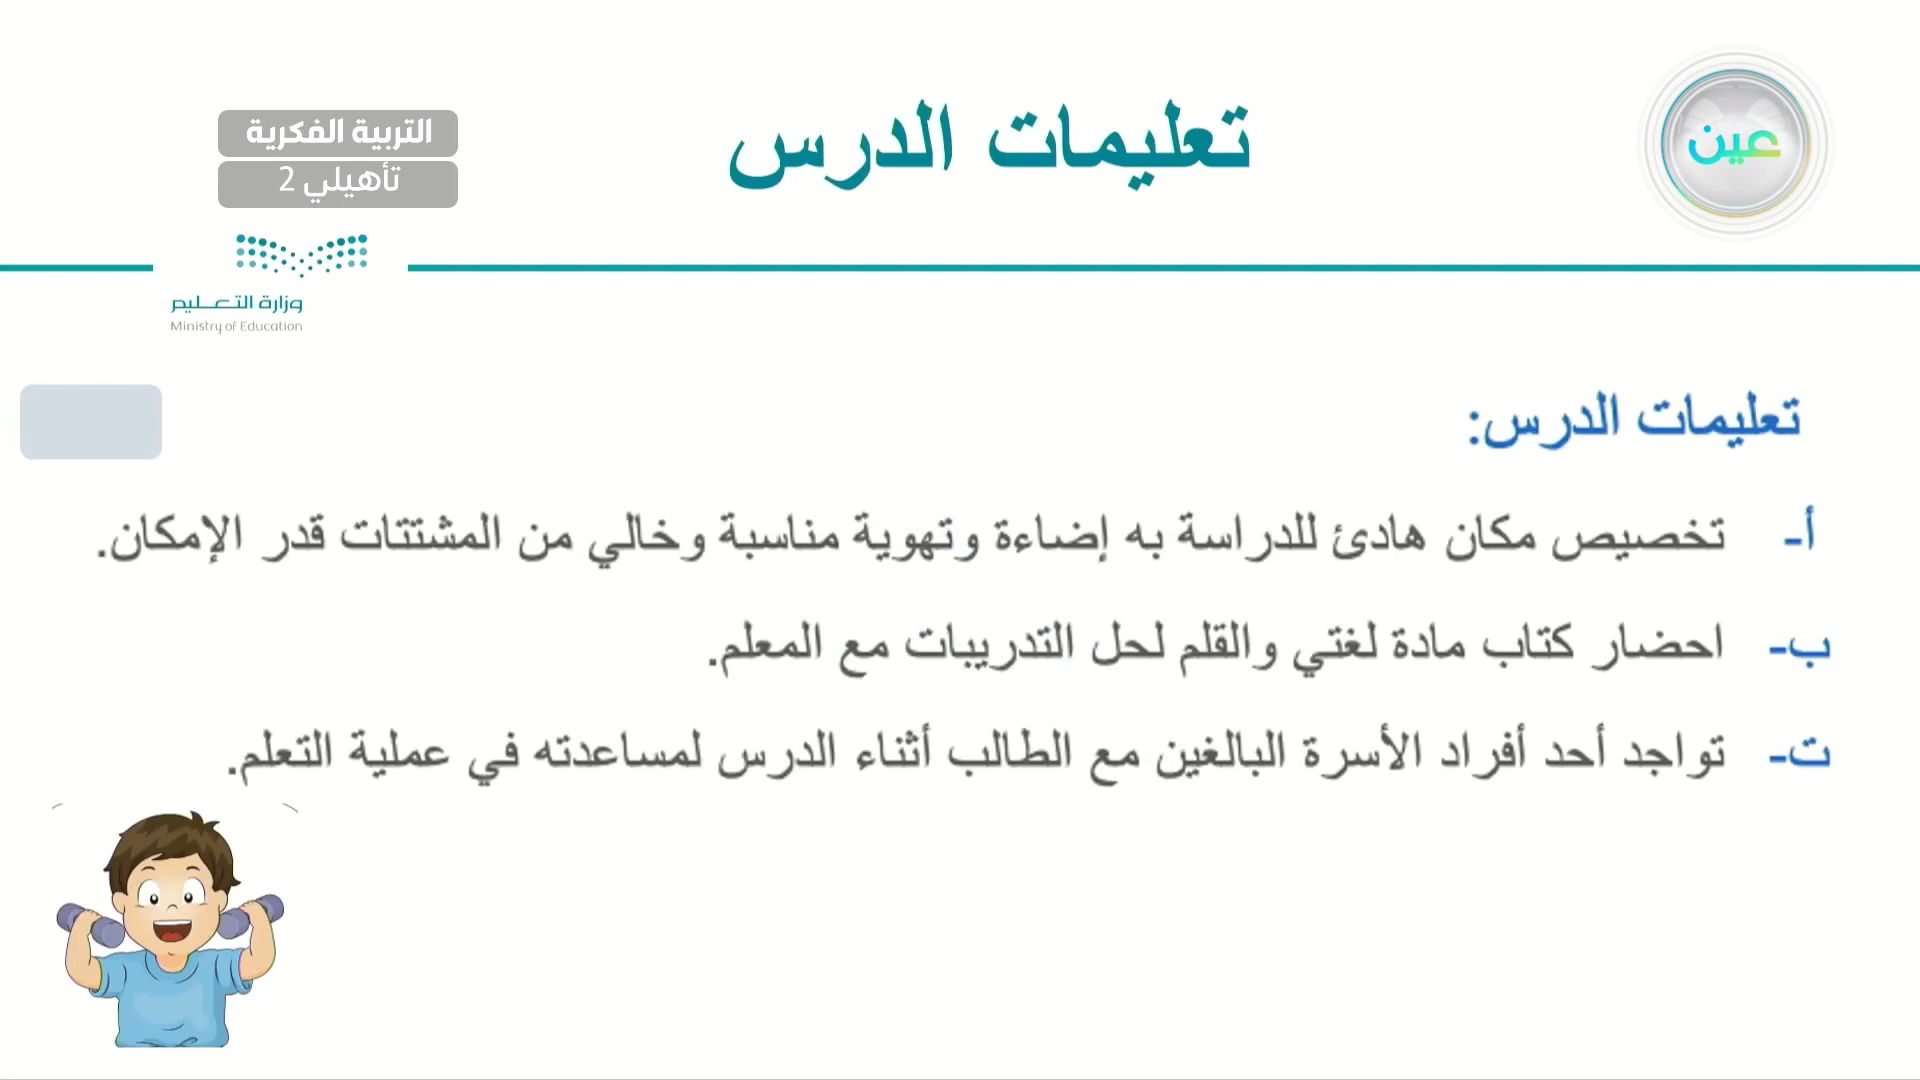 عين
تعليمات الدرس
التربية الفكرية
تأهيلي 2
وزارة التعليم
Ministry of Education
تعليمات الدرس:
أ- تخصيص مكان هادئ للدراسة به إضاءة وتهوية مناسبة وخالي من المشتتات قدر الإمكان.
ب- احضار كتاب مادة لغتي والقلم لحل التدريبات مع المعلم.
ت- تواجد أحد أفراد الأسرة البالغين مع الطالب أثناء الدرس لمساعدته في عملية التعلم.